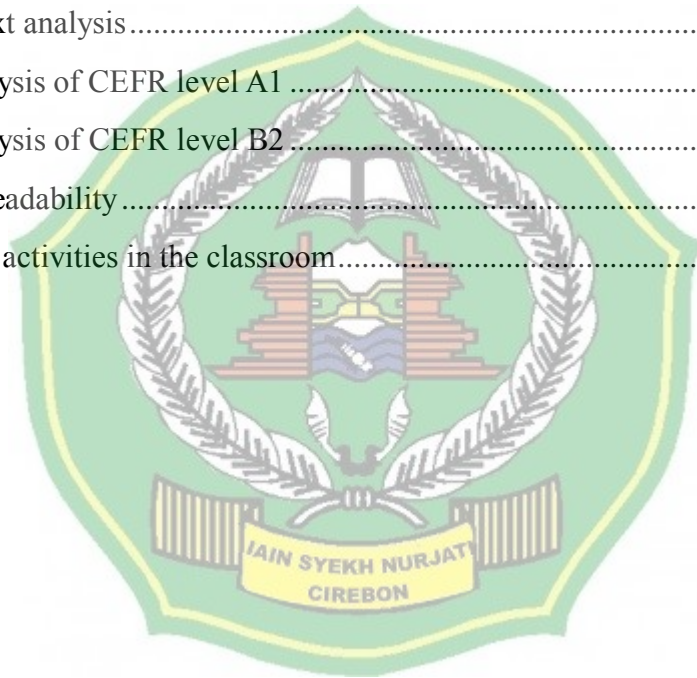 xt analysis
ysis of CEFR level A1
ysis of CEFR level B2
eadability
activities in the classroom
IAIN SYEKH NURJATI
CIREBON